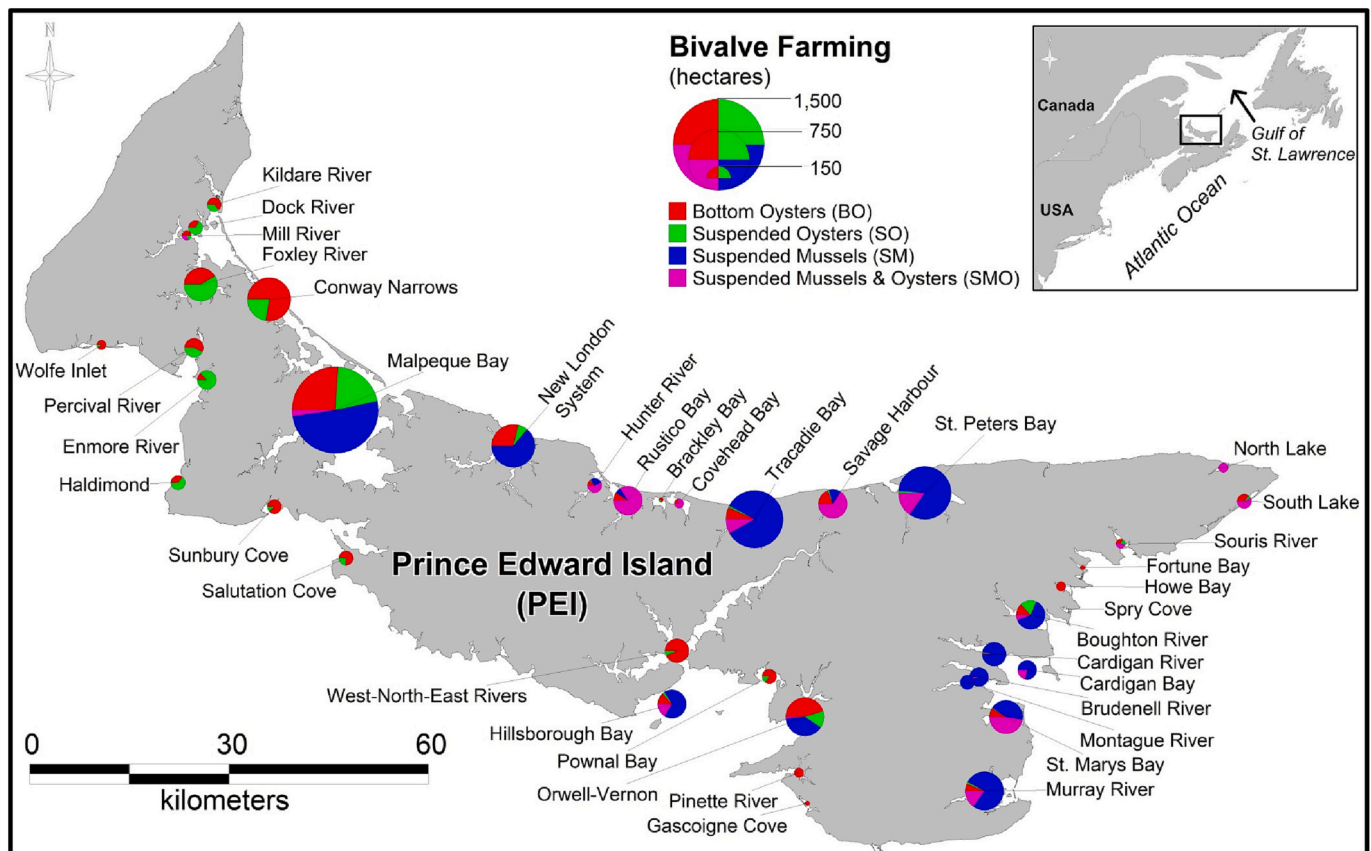 N
Bivalve Farming
(hectares)
1,500
750
150
Bottom Oysters (BO)
Suspended Oysters (SO)
Suspended Mussels (SM)
Suspended Mussels & Oysters (SMO)
Canada
USA
Gulf of
St. Lawrence
Atlantic Ocean
Kildare River
Dock River
Mill River
Foxley River
Conway Narrows
Wolfe Inlet
Percival River
Enmore River
Haldimond
Sunbury Cove
Salutation Cove
Malpeque Bay
New London
System
Hunter River
Rustico Bay
Brackley Bay
Covehead Bay
Tracadie Bay
Savage Harbour
St. Peters Bay
North Lake
South Lake
Souris River
Fortune Bay
Howe Bay
Spry Cove
Boughton River
Cardigan River
Cardigan Bay
Brudenell River
Montague River
St. Marys Bay
Murray River
Prince Edward Island
(PEI)
West-North-East Rivers
Hillsborough Bay
Pownal Bay
Orwell-Vernon
Pinette River
Gascoigne Cove
0 30 60
kilometers